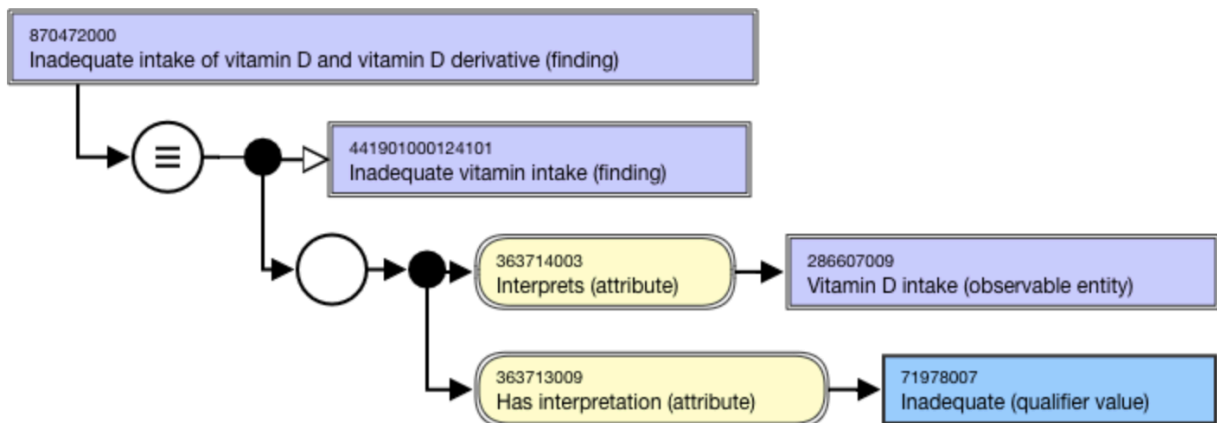 870472000
Inadequate intake of vitamin D and vitamin D derivative (finding)
441901000124101
Inadequate vitamin intake (finding)
363714003
Interprets (attribute)
286607009
Vitamin D intake (observable entity)
363713009
Has interpretation (attribute)
71978007
Inadequate (qualifier value)